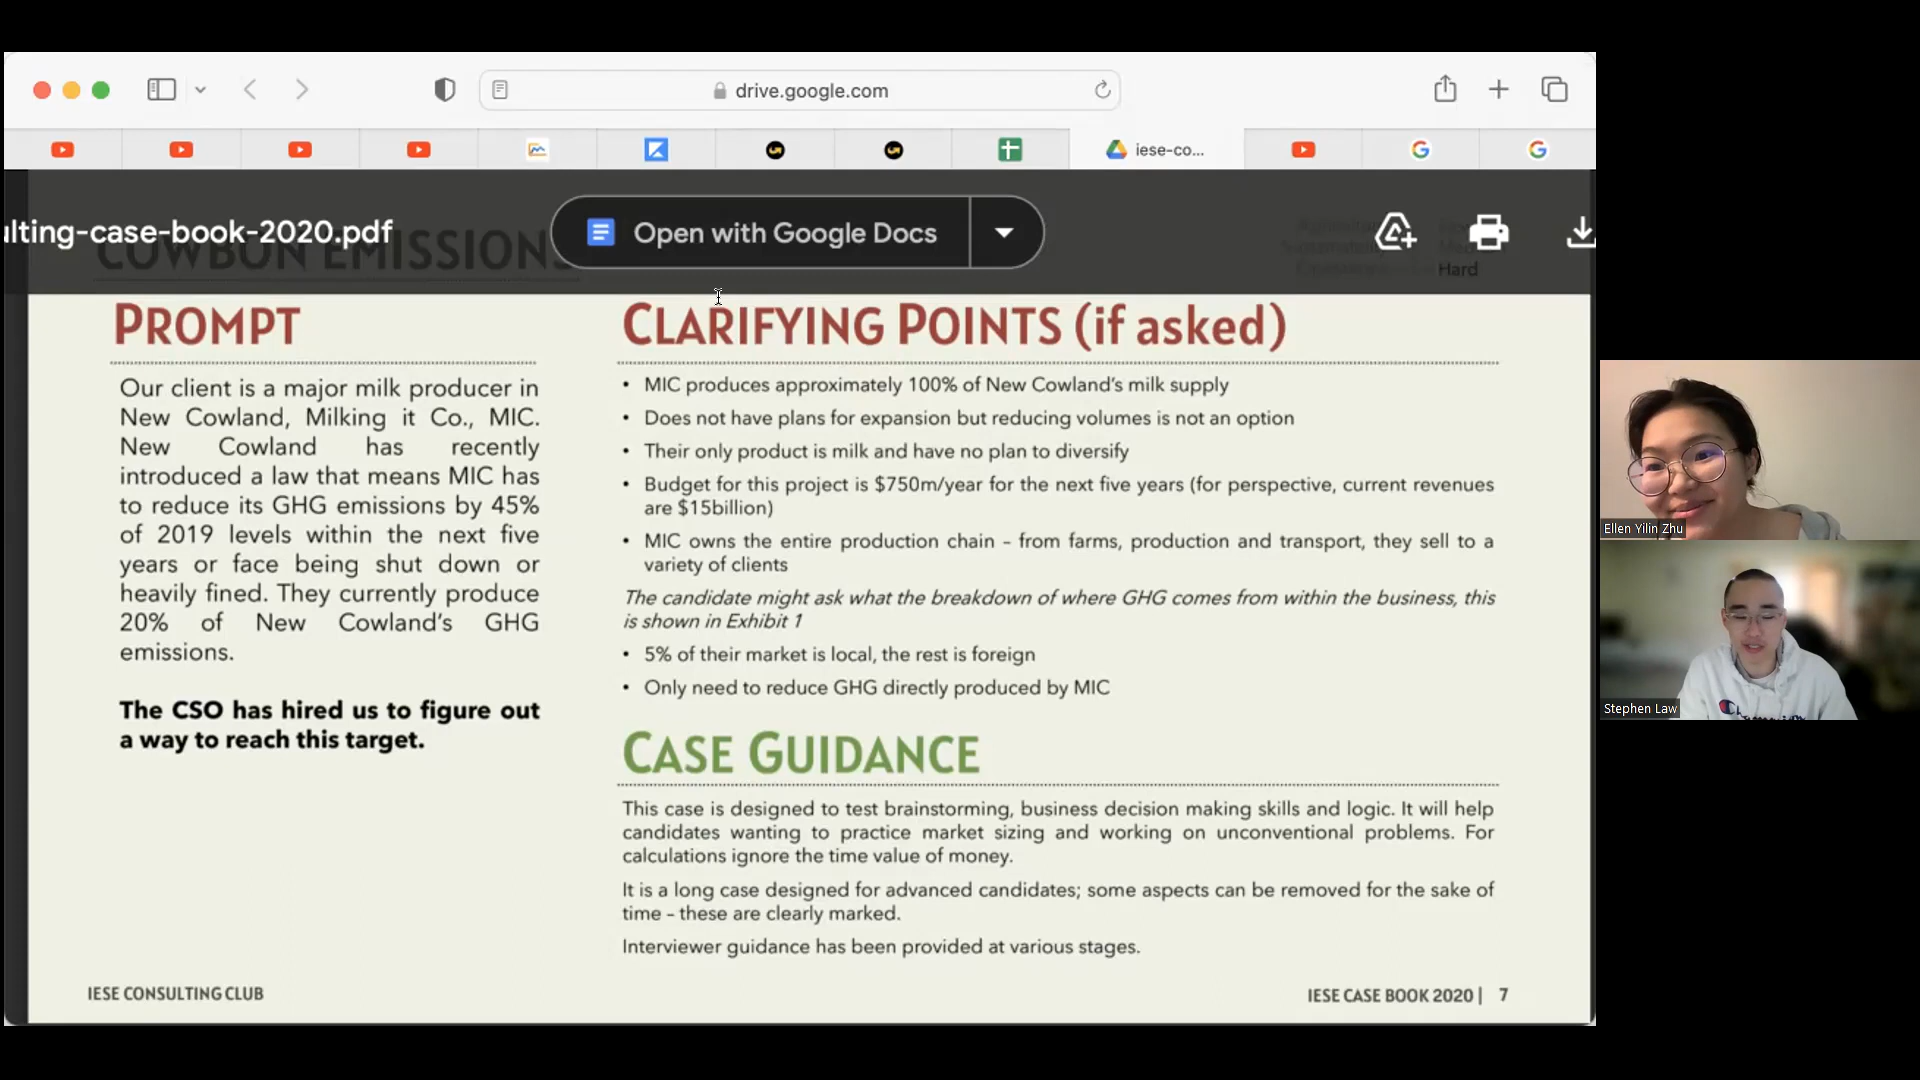 drive.google.com
iese-co...
ulting-case-book-2020.pdf
Open with Google Docs
COWBON EMISSIONS
Hard
PROMPT
Our client is a major milk producer in
New Cowland, Milking it Co., MIC.
New Cowland has recently
introduced a law that means MIC has
to reduce its GHG emissions by 45%
of 2019 levels within the next five
years or face being shut down or
heavily fined. They currently produce
20% of New Cowland's GHG
emissions.
The CSO has hired us to figure out
a way to reach this target.
CLARIFYING POINTS (if asked)
• MIC produces approximately 100% of New Cowland's milk supply
• Does not have plans for expansion but reducing volumes is not an option
• Their only product is milk and have no plan to diversify
• Budget for this project is $750m/year for the next five years (for perspective, current revenues
are $15billion)
• MIC owns the entire production chain – from farms, production and transport, they sell to a
variety of clients
The candidate might ask what the breakdown of where GHG comes from within the business, this
is shown in Exhibit 1
• 5% of their market is local, the rest is foreign
• Only need to reduce GHG directly produced by MIC
CASE GUIDANCE
This case is designed to test brainstorming, business decision making skills and logic. It will help
candidates wanting to practice market sizing and working on unconventional problems. For
calculations ignore the time value of money.
It is a long case designed for advanced candidates; some aspects can be removed for the sake of
time – these are clearly marked.
Interviewer guidance has been provided at various stages.
IESE CONSULTING CLUB
IESE CASE BOOK 2020 | 7
Ellen Yilin Zhu
Stephen Law